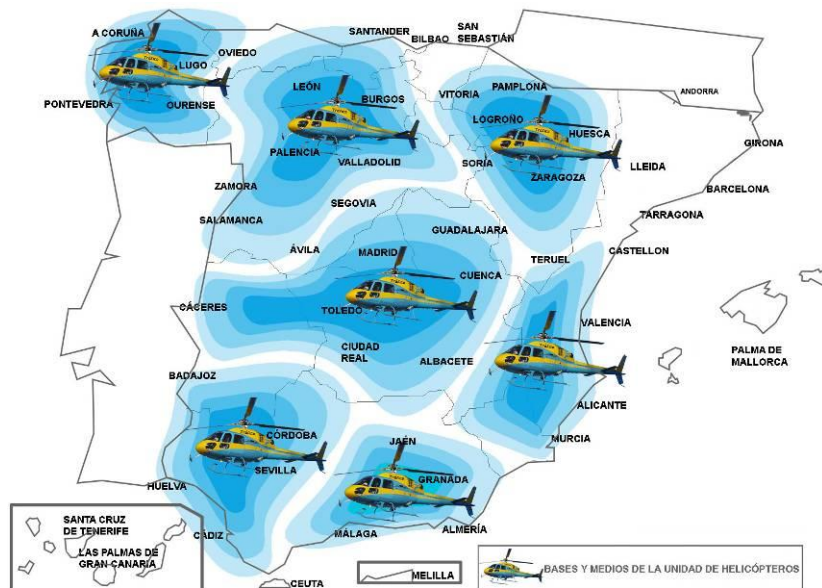 A CORUÑA
LUGO
OVIEDO
SANTANDER
BILBAO
SAN
SEBASTIÁN
PONTEVEDRA
OURENSE
LEÓN
BURGOS
VITORIA
PAMPLONA
ANDORRA
LOGROÑO
HUESCA
GIRONA
PALENCIA
VALLADOLID
SORÍA
ZARAGOZA
LLEIDA
BARCELONA
ZAMORA
SEGOVIA
TARRAGONA
SALAMANCA
GUADALAJARA
ÁVILA
MADRID
TERUEL
CASTELLON
CUENCA
CÁCERES
TOLEDO
VALENCIA
CIUDAD
REAL
ALBACETE
PALMA DE
MALLORCA
BADAJOZ
ALICANTE
CÓRDOBA
JAÉN
MURCIA
SEVILLA
GRANADA
HUELVA
CÁDIZ
MÁLAGA
ALMERÍA
SANTA CRUZ
DE TENERIFE
LAS PALMAS DE
GRAN CANARIA
CEUTA
MELILLA
BASES Y MEDIOS DE LA UNIDAD DE HELICÓPTEROS